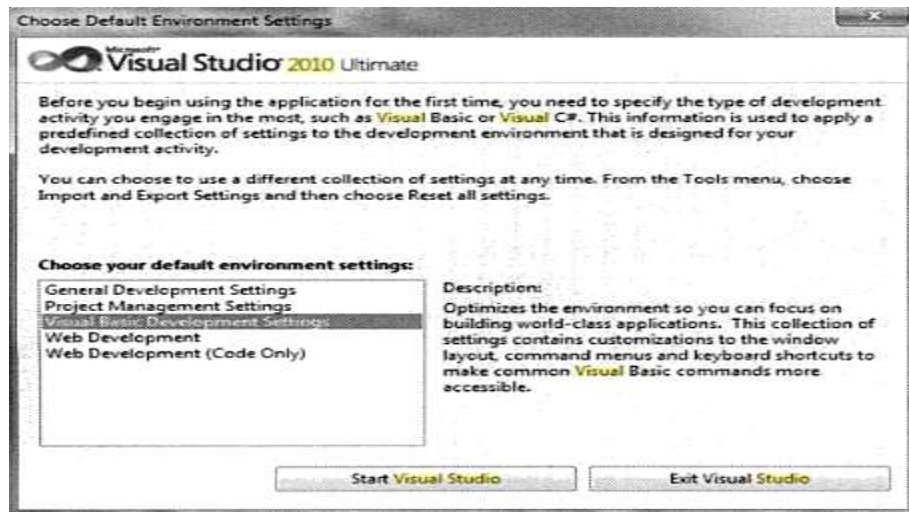 Choose Default Environment Settings
Microsoft
Visual Studio 2010 Ultimate
Before you begin using the application for the first time, you need to specify the type of development
activity you engage in the most, such as Visual Basic or Visual C#. This information is used to apply a
predefined collection of settings to the development environment that is designed for your
development activity.
You can choose to use a different collection of settings at any time. From the Tools menu, choose
Import and Export Settings and then choose Reset all settings.
Choose your default environment settings:
General Development Settings
Project Management Settings
Visual Basic Development Settings
Web Development
Web Development (Code Only)
Description:
Optimizes the environment so you can focus on
building world-class applications. This collection of
settings contains customizations to the window
layout, command menus and keyboard shortcuts to
make common Visual Basic commands more
accessible.
Start Visual Studio
Exit Visual Studio